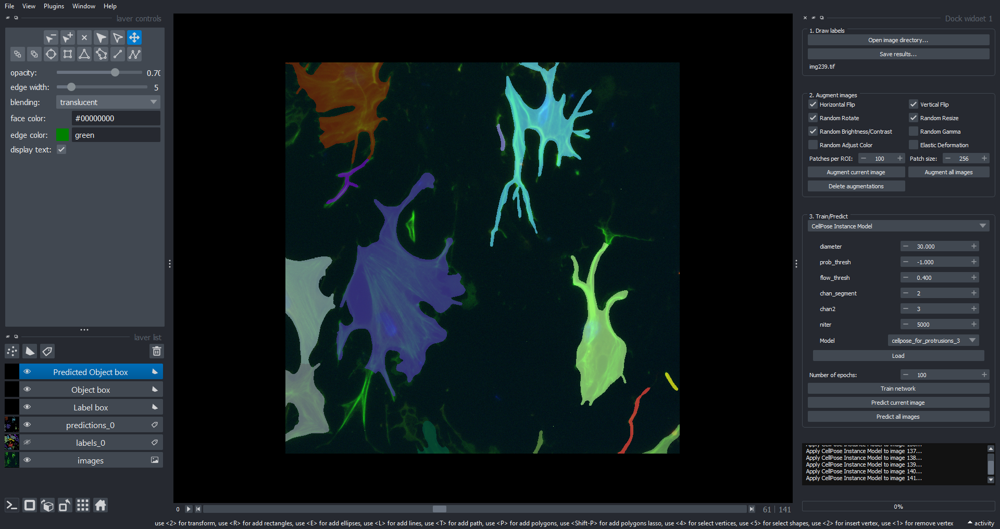 File View Plugins Window Help
layer controls
opacity: 0.70
edge width: 5
blending: translucent
face color: #00000000
edge color: green
display text:
layer list
Predicted Object box
Object box
Label box
predictions_0
labels_0
images
0
61 | 141
use <2> for transform, use <R> for add rectangles, use <E> for add ellipses, use <L> for add lines, use <T> for add path, use <P> for add polygons, use <Shift-P> for add polygons lasso, use <4> for select vertices, use <5> for select shapes, use <2> for insert vertex, use <1> for remove vertex
activity
Dock widget 1
1. Draw labels
Open image directory...
Save results...
img239.tif
2. Augment images
Horizontal Flip Vertical Flip
Random Rotate Random Resize
Random Brightness/Contrast Random Gamma
Random Adjust Color Elastic Deformation
Patches per ROI: − 100 + Patch size: − 256 +
Augment current image Augment all images
Delete augmentations
3. Train/Predict
CellPose Instance Model
diameter − 30.000 +
prob_thresh − -1.000 +
flow_thresh − 0.400 +
chan_segment − 2 +
chan2 − 3 +
niter − 5000 +
Model cellpose_for_protrusions_3
Load
Number of epochs: − 100 +
Train network
Predict current image
Predict all images
Apply CellPose Instance Model to image 136...
Apply CellPose Instance Model to image 137...
Apply CellPose Instance Model to image 138...
Apply CellPose Instance Model to image 139...
Apply CellPose Instance Model to image 140...
Apply CellPose Instance Model to image 141...
0%